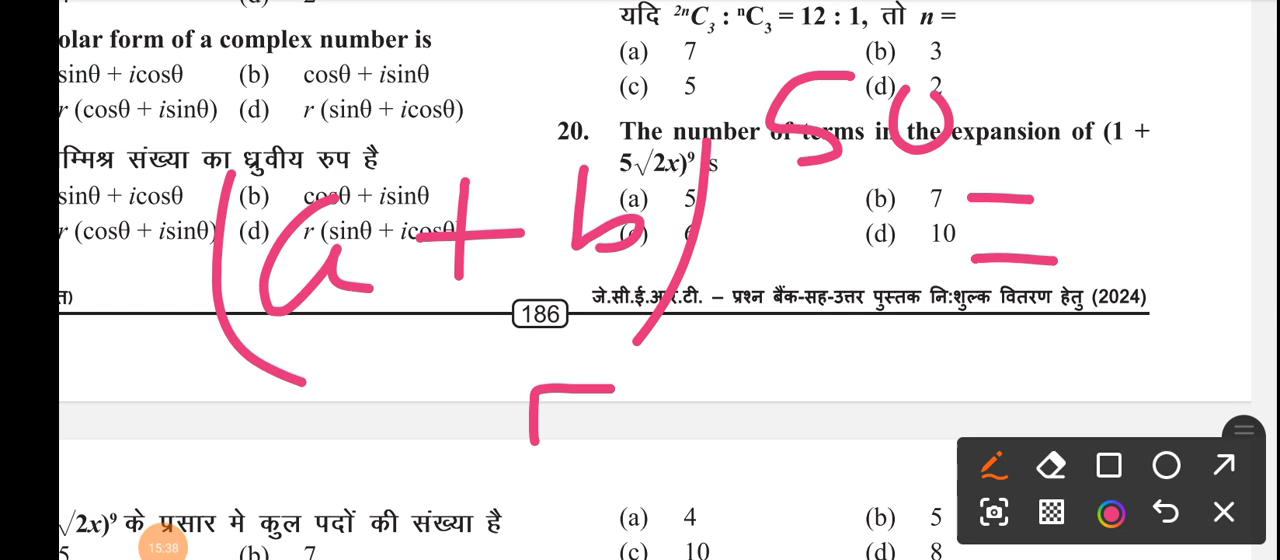 olar form of a complex number is
sinθ + icosθ (b) cosθ + isinθ
r (cosθ + isinθ) (d) r (sinθ + icosθ)
म्मिश्र संख्या का ध्रुवीय रुप है
sinθ + icosθ (b) cosθ + isinθ
r (cosθ + isinθ) (d) r (sinθ + icosθ)
यदि ²ⁿC₃ : ⁿC₃ = 12 : 1, तो n =
(a) 7 (b) 3
(c) 5 (d) 2
20. The number of terms in the expansion of (1 +
5√2x)⁹ is
(a) 5 (b) 7
(c) 6 (d) 10
(a + b) 50 =
186
जे.सी.ई.आर.टी. – प्रश्न बैंक-सह-उत्तर पुस्तक नि:शुल्क वितरण हेतु (2024)
√2x)⁹ के प्रसार मे कुल पदों की संख्या है
(b) 7
(a) 4 (b) 5
(c) 10 (d) 8
15:38